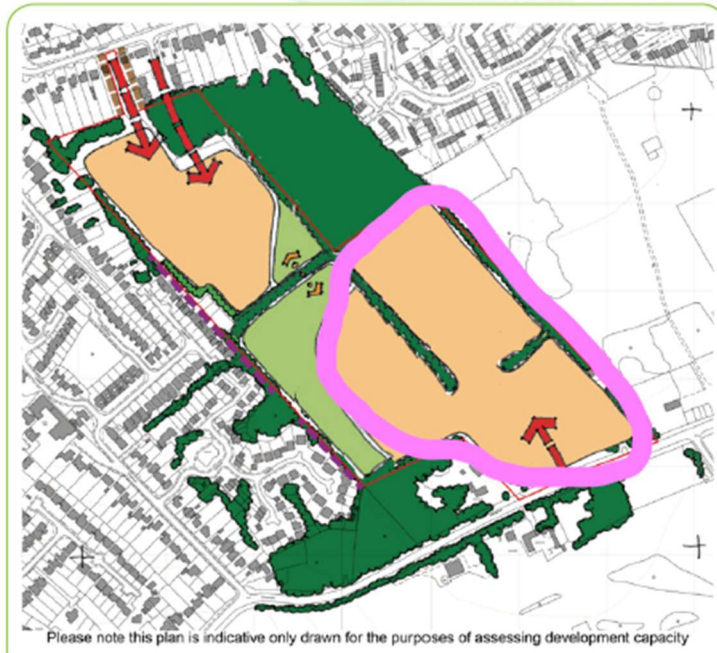 Please note this plan is indicative only drawn for the purposes of assessing development capacity